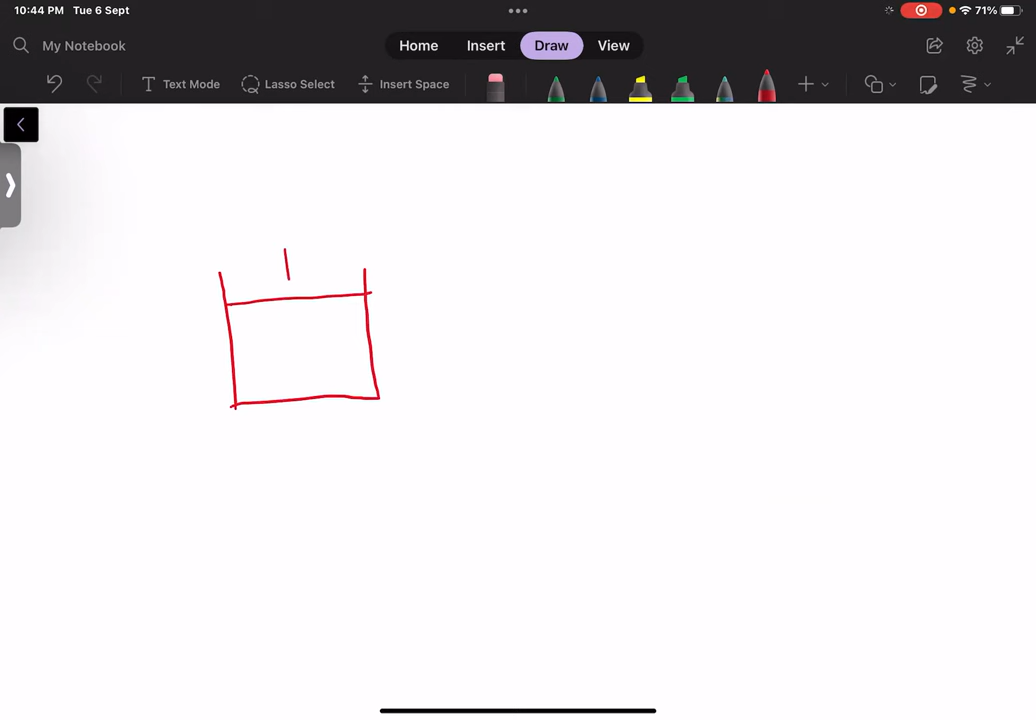 10:44 PM Tue 6 Sept 71%
My Notebook Home Insert Draw View
Text Mode Lasso Select Insert Space